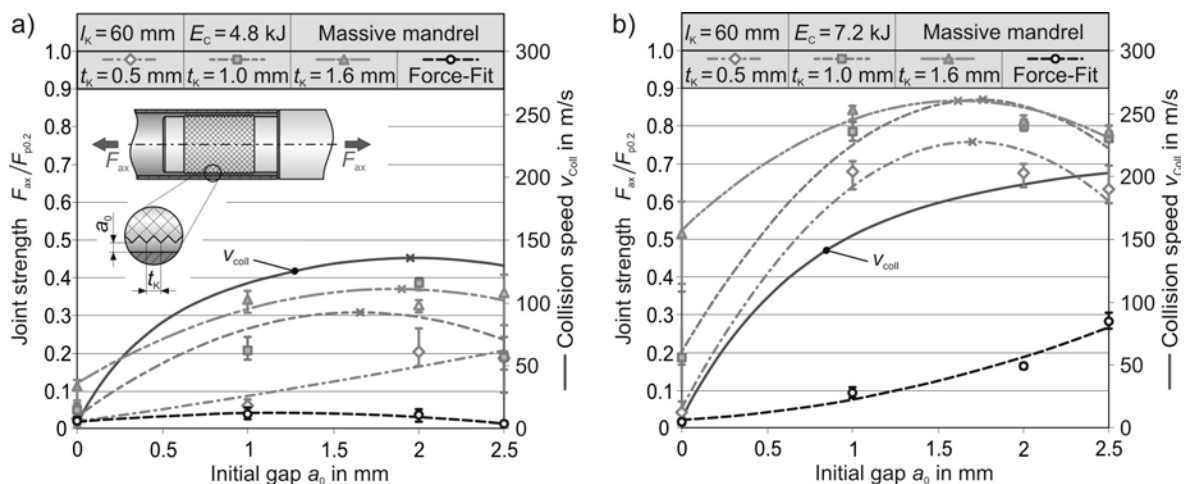 a)
l_K=60 mm E_C=4.8 kJ Massive mandrel
t_K=0.5 mm t_K=1.0 mm t_K=1.6 mm Force-Fit
Joint strength F_ax/F_p0.2
1.0
0.9
0.8
0.7
0.6
0.5
0.4
0.3
0.2
0.1
0
F_ax F_ax
a_0
t_K
v_coll
300
250
200
150
100
50
0
Collision speed v_Coll in m/s
0 0.5 1 1.5 2 2.5
Initial gap a_0 in mm
b)
l_K=60 mm E_C=7.2 kJ Massive mandrel
t_K=0.5 mm t_K=1.0 mm t_K=1.6 mm Force-Fit
Joint strength F_ax/F_p0.2
1.0
0.9
0.8
0.7
0.6
0.5
0.4
0.3
0.2
0.1
0
v_coll
300
250
200
150
100
50
0
Collision speed v_Coll in m/s
0 0.5 1 1.5 2 2.5
Initial gap a_0 in mm